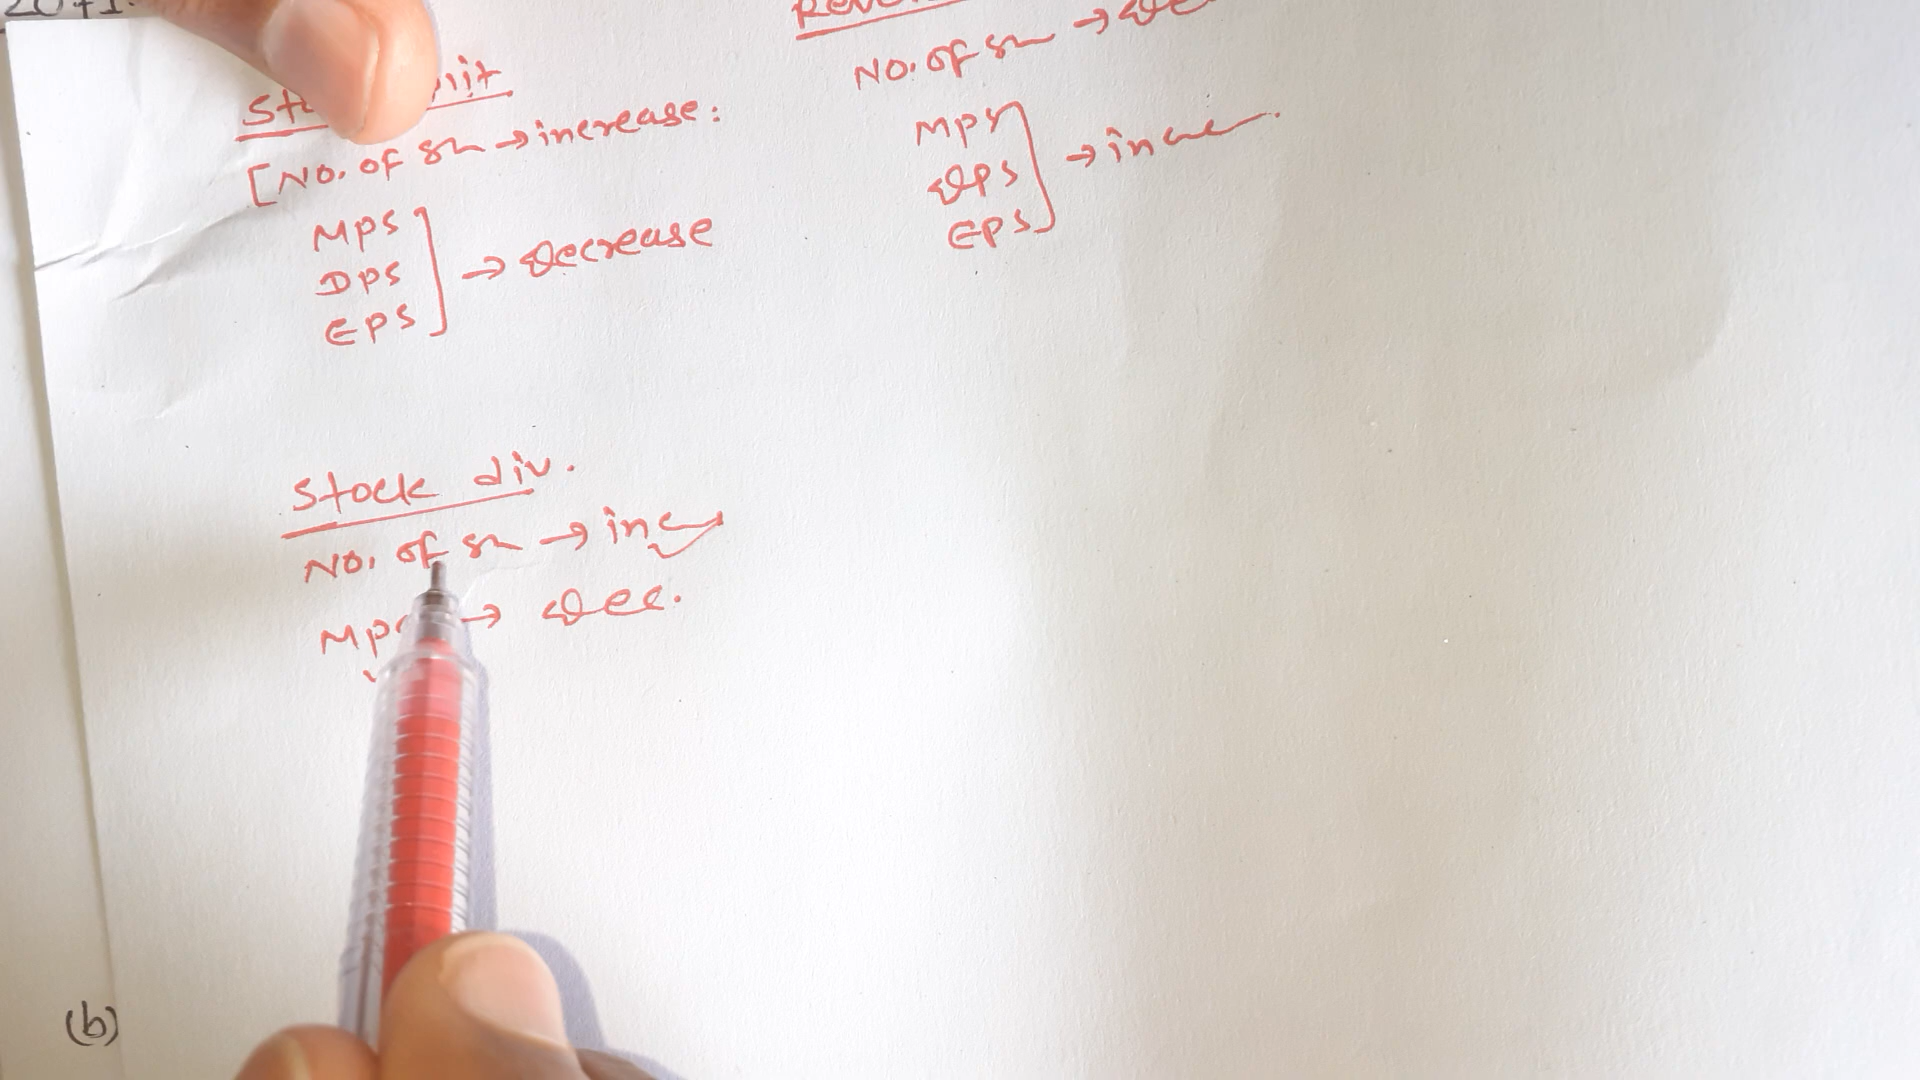 No. of sh → increase:
MPS
DPS → Decrease
EPS
No. of sh →
MPS
DPS →
EPS
Stock div.
No. of sh → inc
→ Dec.
(b)